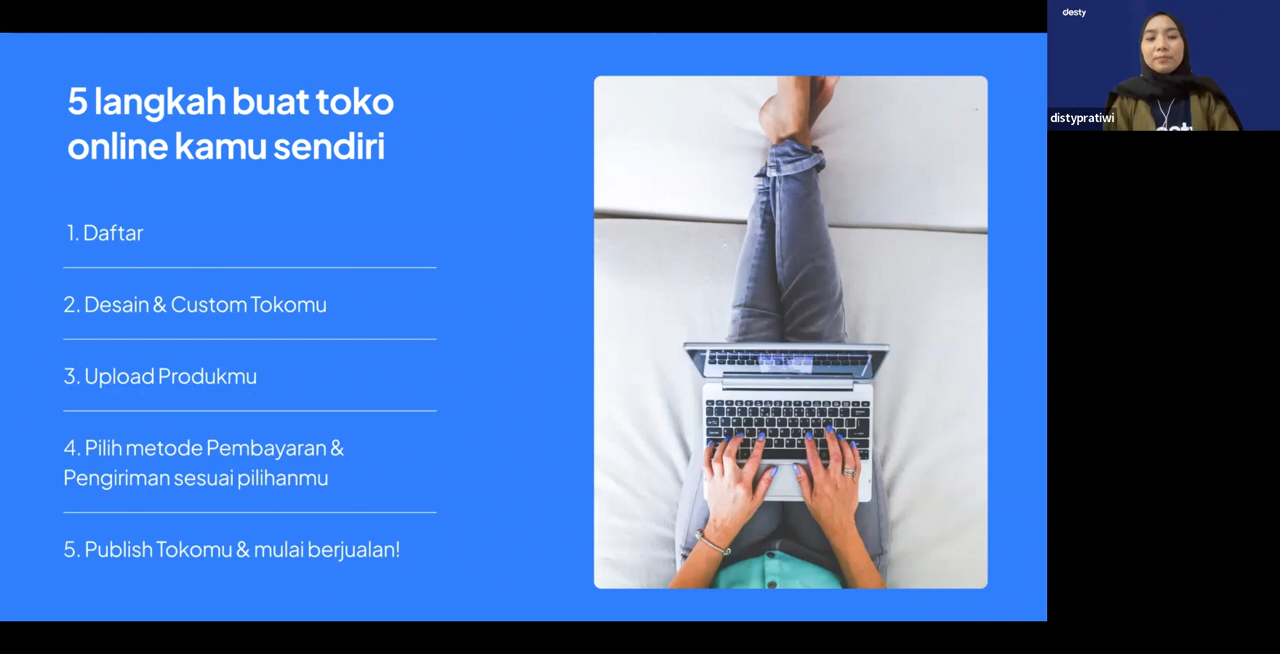 5 langkah buat toko
online kamu sendiri
1. Daftar
2. Desain & Custom Tokomu
3. Upload Produkmu
4. Pilih metode Pembayaran &
Pengiriman sesuai pilihanmu
5. Publish Tokomu & mulai berjualan!
desty
distypratiwi